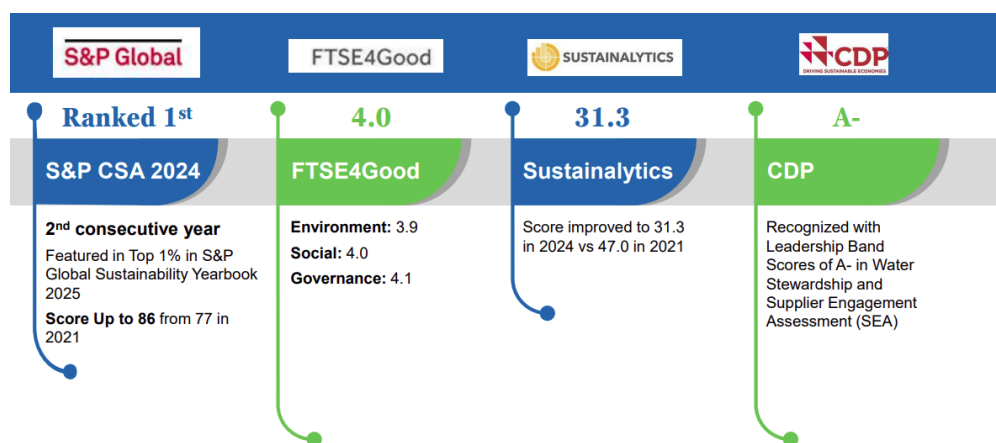 S&P Global
FTSE4Good
SUSTAINALYTICS
CDP
DRIVING SUSTAINABLE ECONOMIES
Ranked 1st
4.0
31.3
A-
S&P CSA 2024
FTSE4Good
Sustainalytics
CDP
2nd consecutive year
Featured in Top 1% in S&P
Global Sustainability Yearbook
2025
Score Up to 86 from 77 in
2021
Environment: 3.9
Social: 4.0
Governance: 4.1
Score improved to 31.3
in 2024 vs 47.0 in 2021
Recognized with
Leadership Band
Scores of A- in Water
Stewardship and
Supplier Engagement
Assessment (SEA)